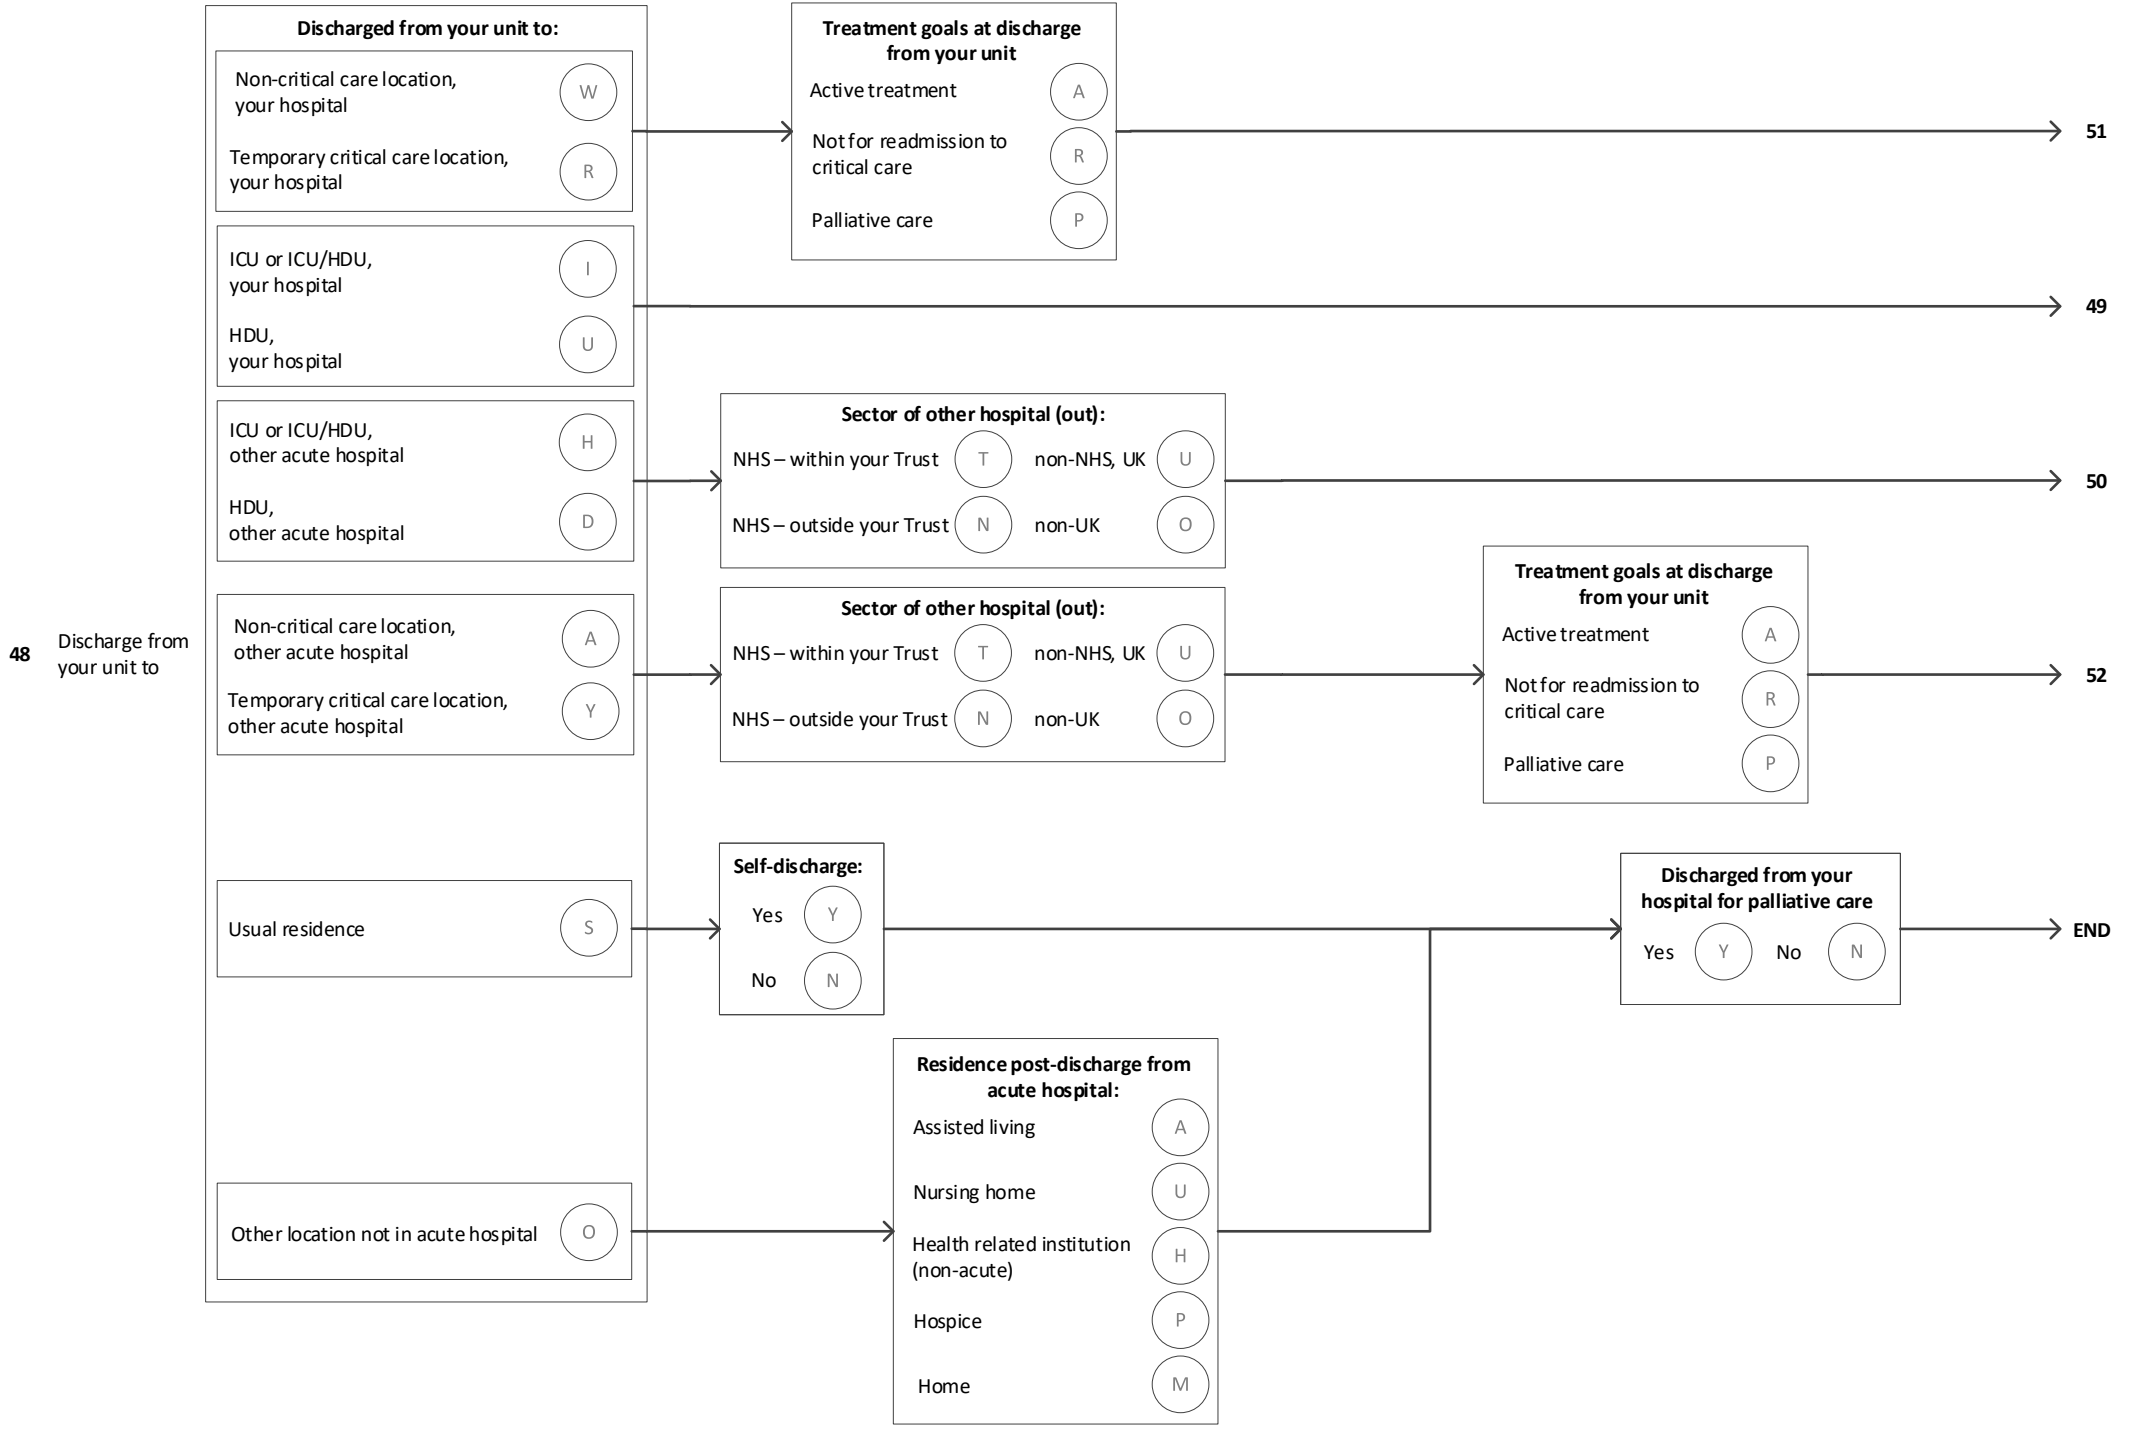 Discharged from your unit to:
Non-critical care location,
your hospital
W
Temporary critical care location,
your hospital
R
Treatment goals at discharge
from your unit
Active treatment
A
Not for readmission to
critical care
R
Palliative care
P
51
ICU or ICU/HDU,
your hospital
I
HDU,
your hospital
U
49
ICU or ICU/HDU,
other acute hospital
H
HDU,
other acute hospital
D
Sector of other hospital (out):
NHS – within your Trust T non-NHS, UK U
NHS – outside your Trust N non-UK O
50
48
Discharge from
your unit to
Non-critical care location,
other acute hospital
A
Temporary critical care location,
other acute hospital
Y
Sector of other hospital (out):
NHS – within your Trust T non-NHS, UK U
NHS – outside your Trust N non-UK O
Treatment goals at discharge
from your unit
Active treatment
A
Not for readmission to
critical care
R
Palliative care
P
52
Usual residence S
Self-discharge:
Yes Y
No N
Discharged from your
hospital for palliative care
Yes Y No N
END
Other location not in acute hospital O
Residence post-discharge from
acute hospital:
Assisted living A
Nursing home U
Health related institution
(non-acute)
H
Hospice P
Home M